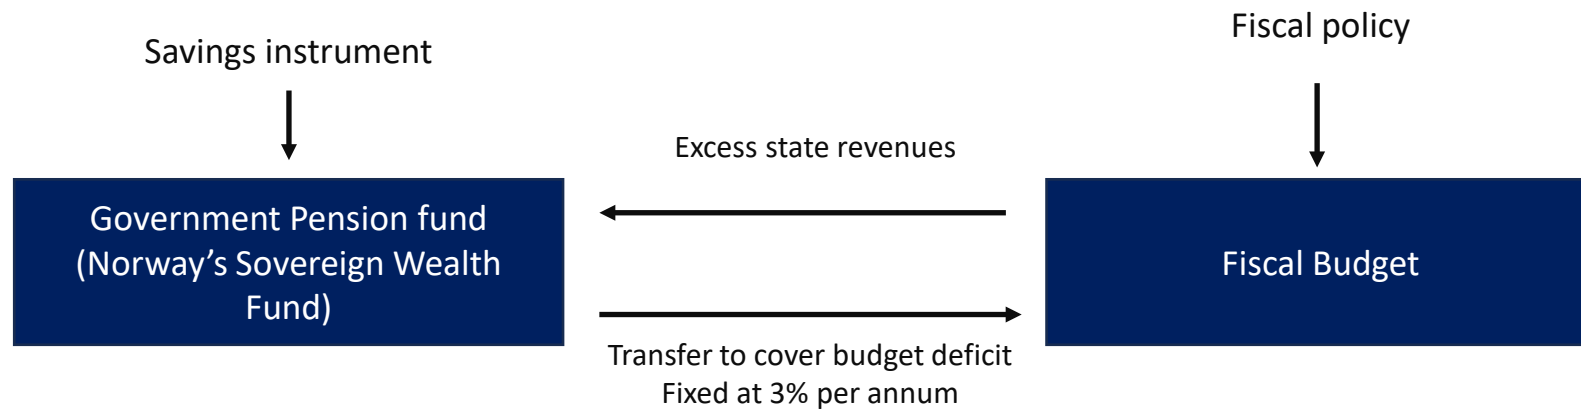 Savings instrument
Fiscal policy
Excess state revenues
Government Pension fund
(Norway’s Sovereign Wealth
Fund)
Fiscal Budget
Transfer to cover budget deficit
Fixed at 3% per annum